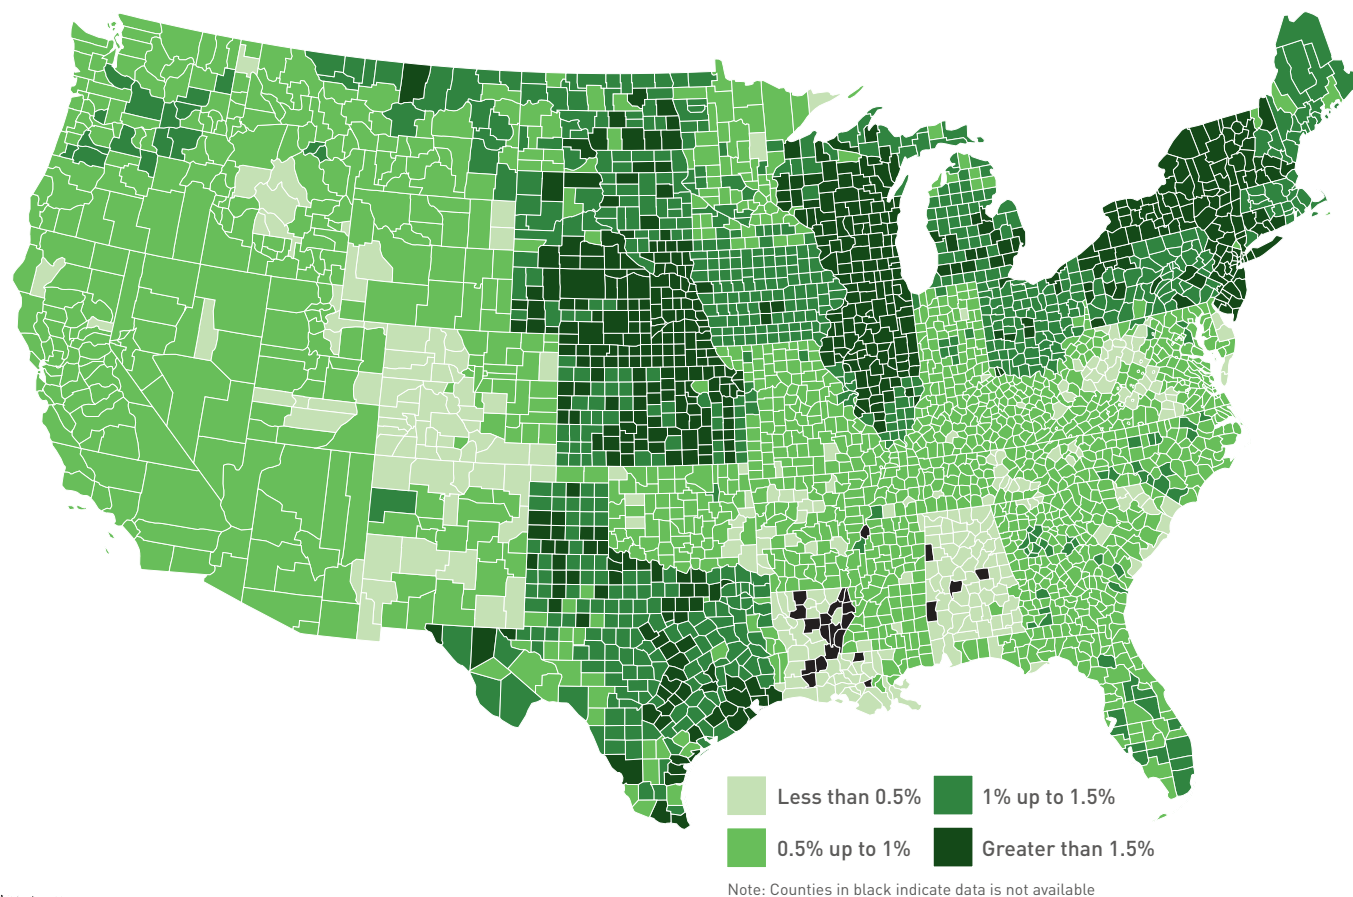 Less than 0.5%
1% up to 1.5%
0.5% up to 1%
Greater than 1.5%
Note: Counties in black indicate data is not available